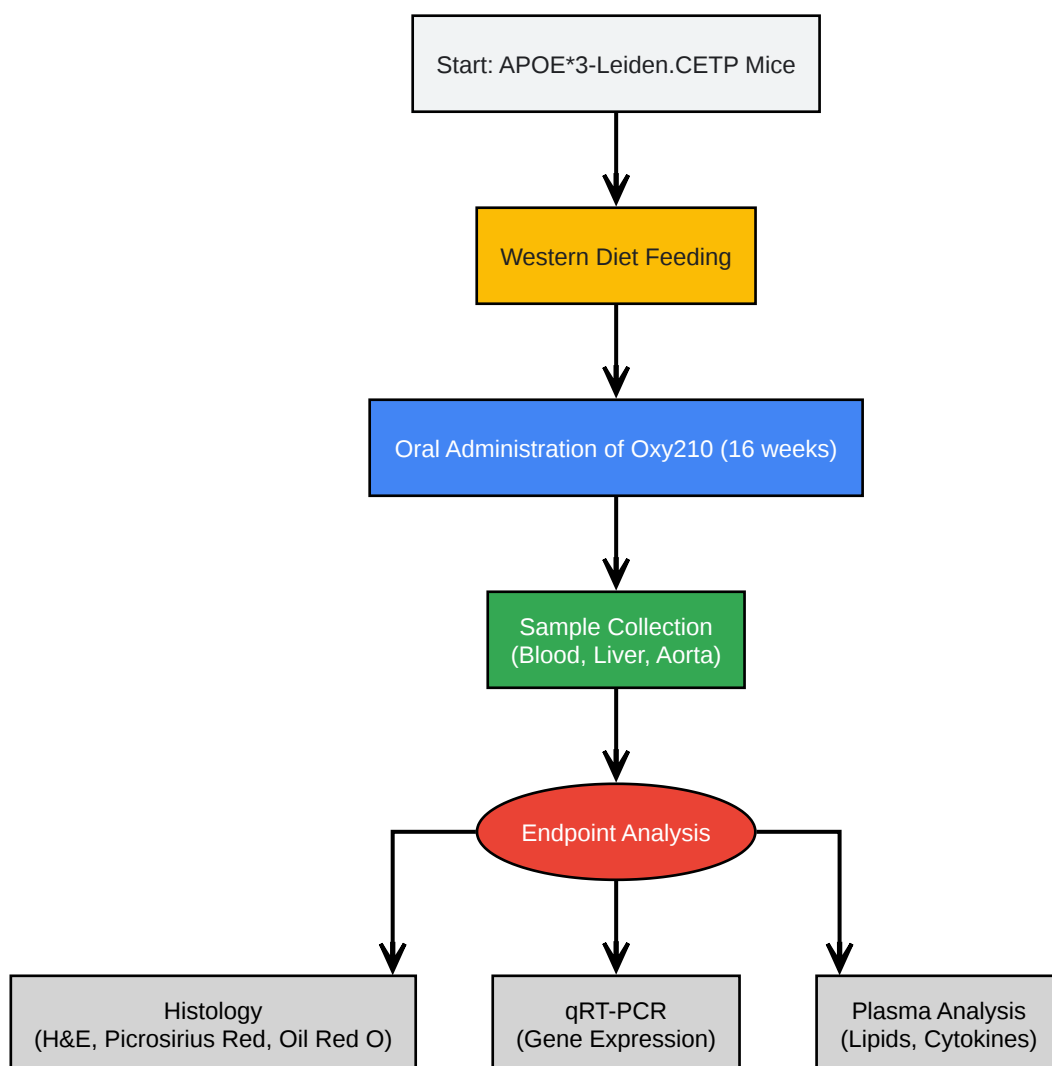 Start: APOE*3-Leiden.CETP Mice
Western Diet Feeding
Oral Administration of Oxy210 (16 weeks)
Sample Collection
(Blood, Liver, Aorta)
Endpoint Analysis
Histology
(H&E, Picrosirius Red, Oil Red O)
qRT-PCR
(Gene Expression)
Plasma Analysis
(Lipids, Cytokines)